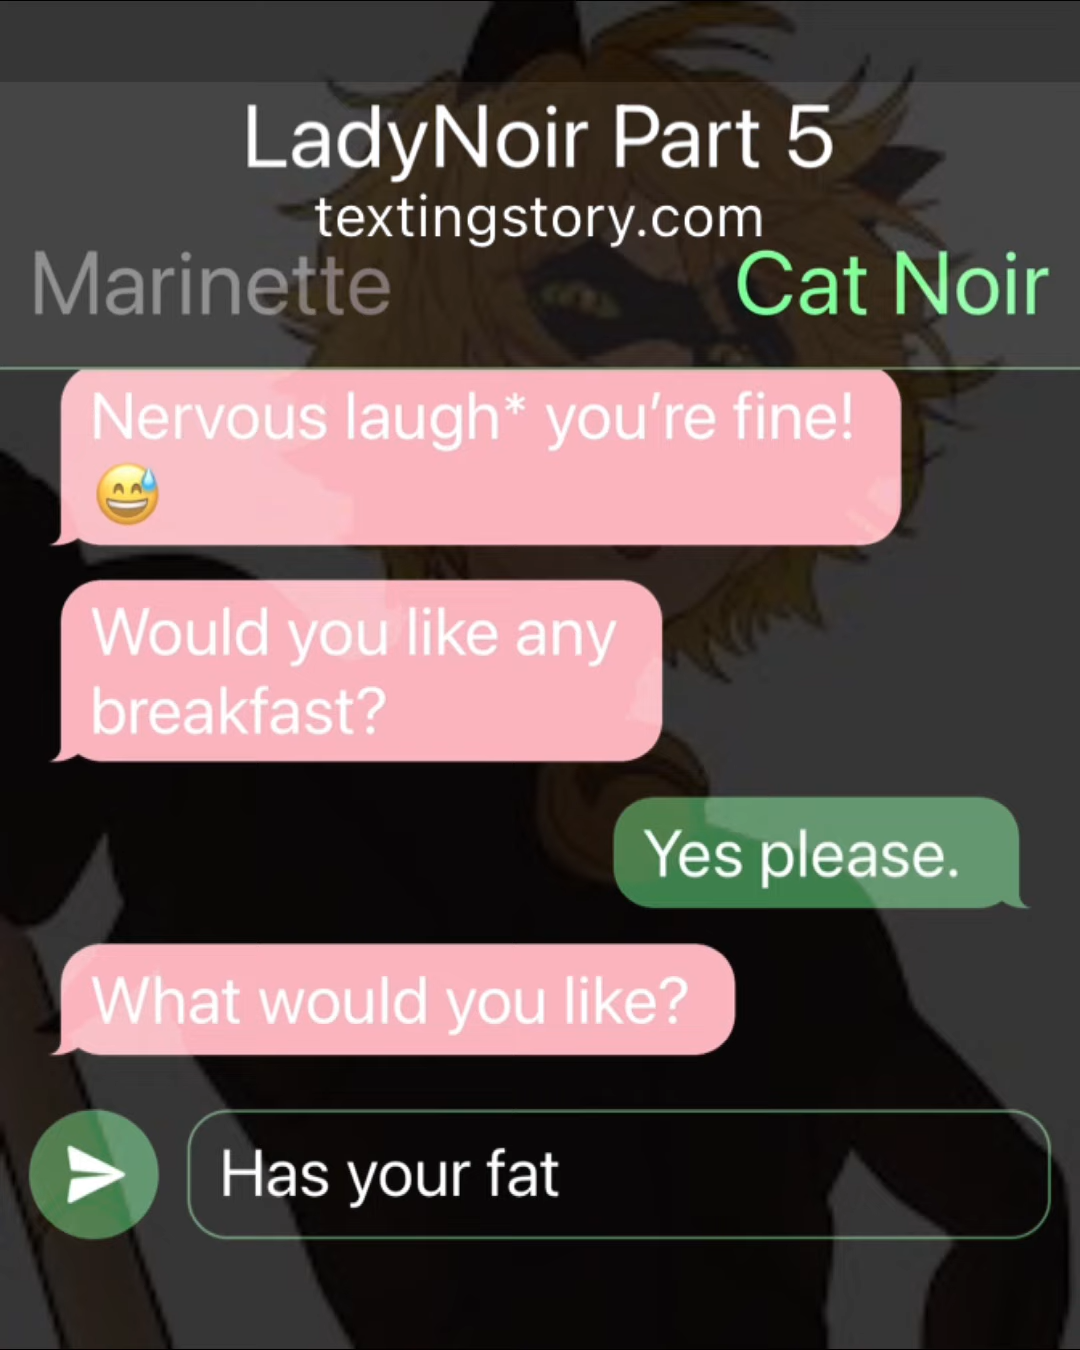 LadyNoir Part 5
textingstory.com
Marinette Cat Noir
Nervous laugh* you’re fine!
😅
Would you like any
breakfast?
Yes please.
What would you like?
Has your fat